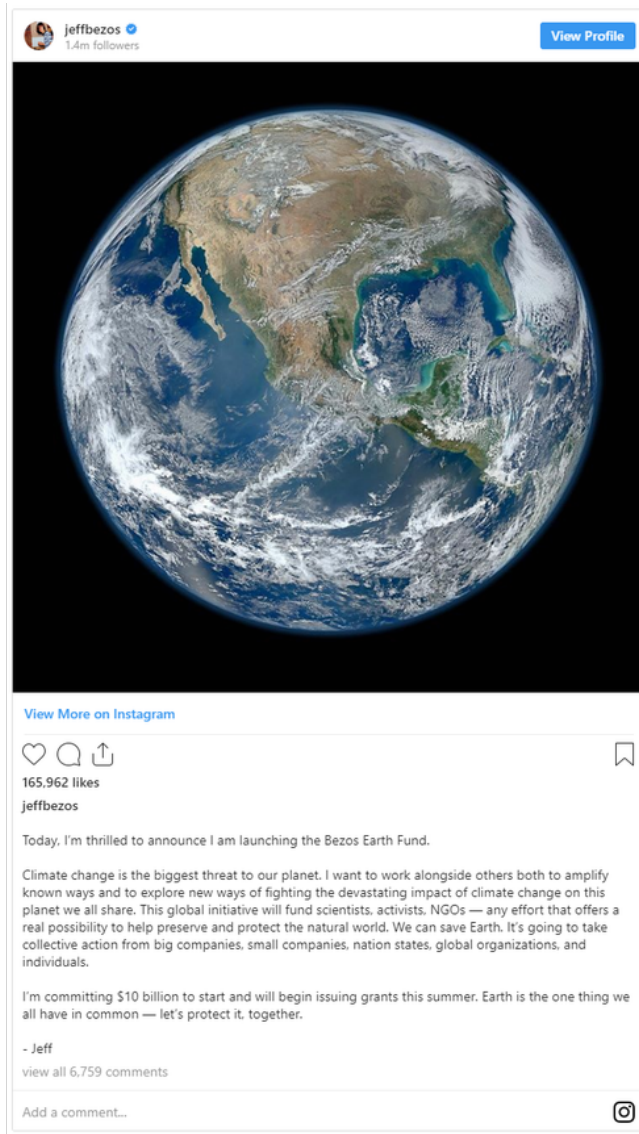 jeffbezos
1.4m followers
View Profile
View More on Instagram
165,962 likes
jeffbezos
Today, I'm thrilled to announce I am launching the Bezos Earth Fund.
Climate change is the biggest threat to our planet. I want to work alongside others both to amplify
known ways and to explore new ways of fighting the devastating impact of climate change on this
planet we all share. This global initiative will fund scientists, activists, NGOs — any effort that offers a
real possibility to help preserve and protect the natural world. We can save Earth. It's going to take
collective action from big companies, small companies, nation states, global organizations, and
individuals.
I'm committing $10 billion to start and will begin issuing grants this summer. Earth is the one thing we
all have in common — let's protect it, together.
- Jeff
view all 6,759 comments
Add a comment...